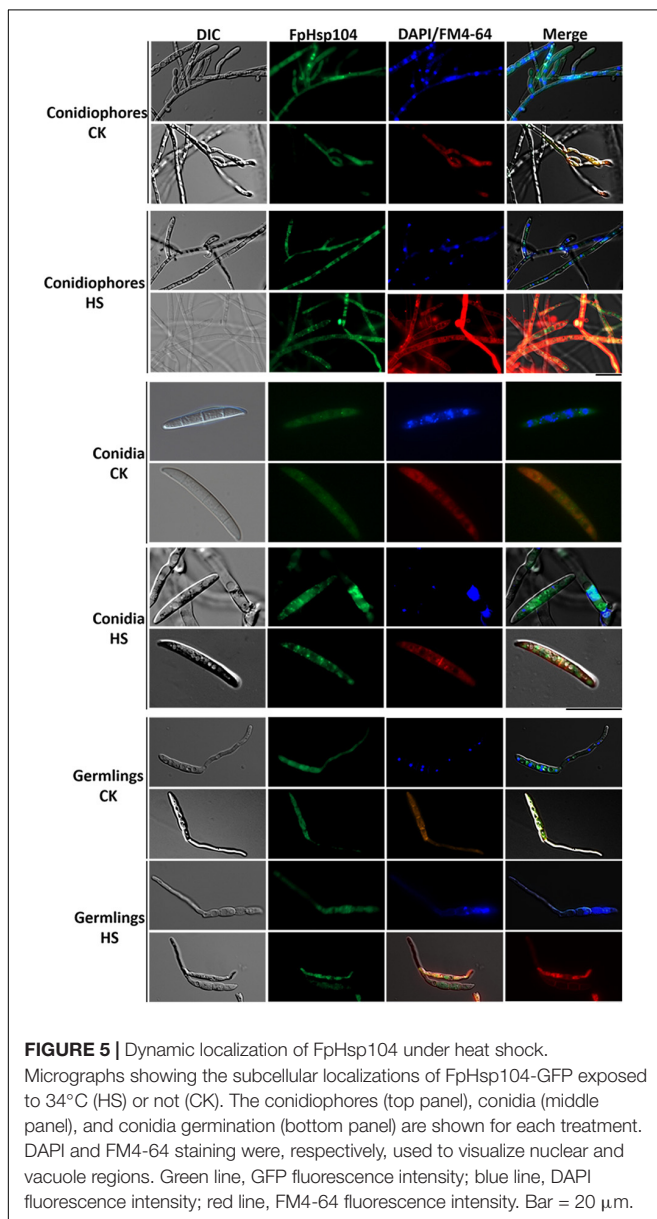 DIC FpHsp104 DAPI/FM4-64 Merge
Conidiophores
CK
Conidiophores
HS
Conidia
CK
Conidia
HS
Germlings
CK
Germlings
HS
FIGURE 5 | Dynamic localization of FpHsp104 under heat shock.
Micrographs showing the subcellular localizations of FpHsp104-GFP exposed
to 34°C (HS) or not (CK). The conidiophores (top panel), conidia (middle
panel), and conidia germination (bottom panel) are shown for each treatment.
DAPI and FM4-64 staining were, respectively, used to visualize nuclear and
vacuole regions. Green line, GFP fluorescence intensity; blue line, DAPI
fluorescence intensity; red line, FM4-64 fluorescence intensity. Bar = 20 μm.